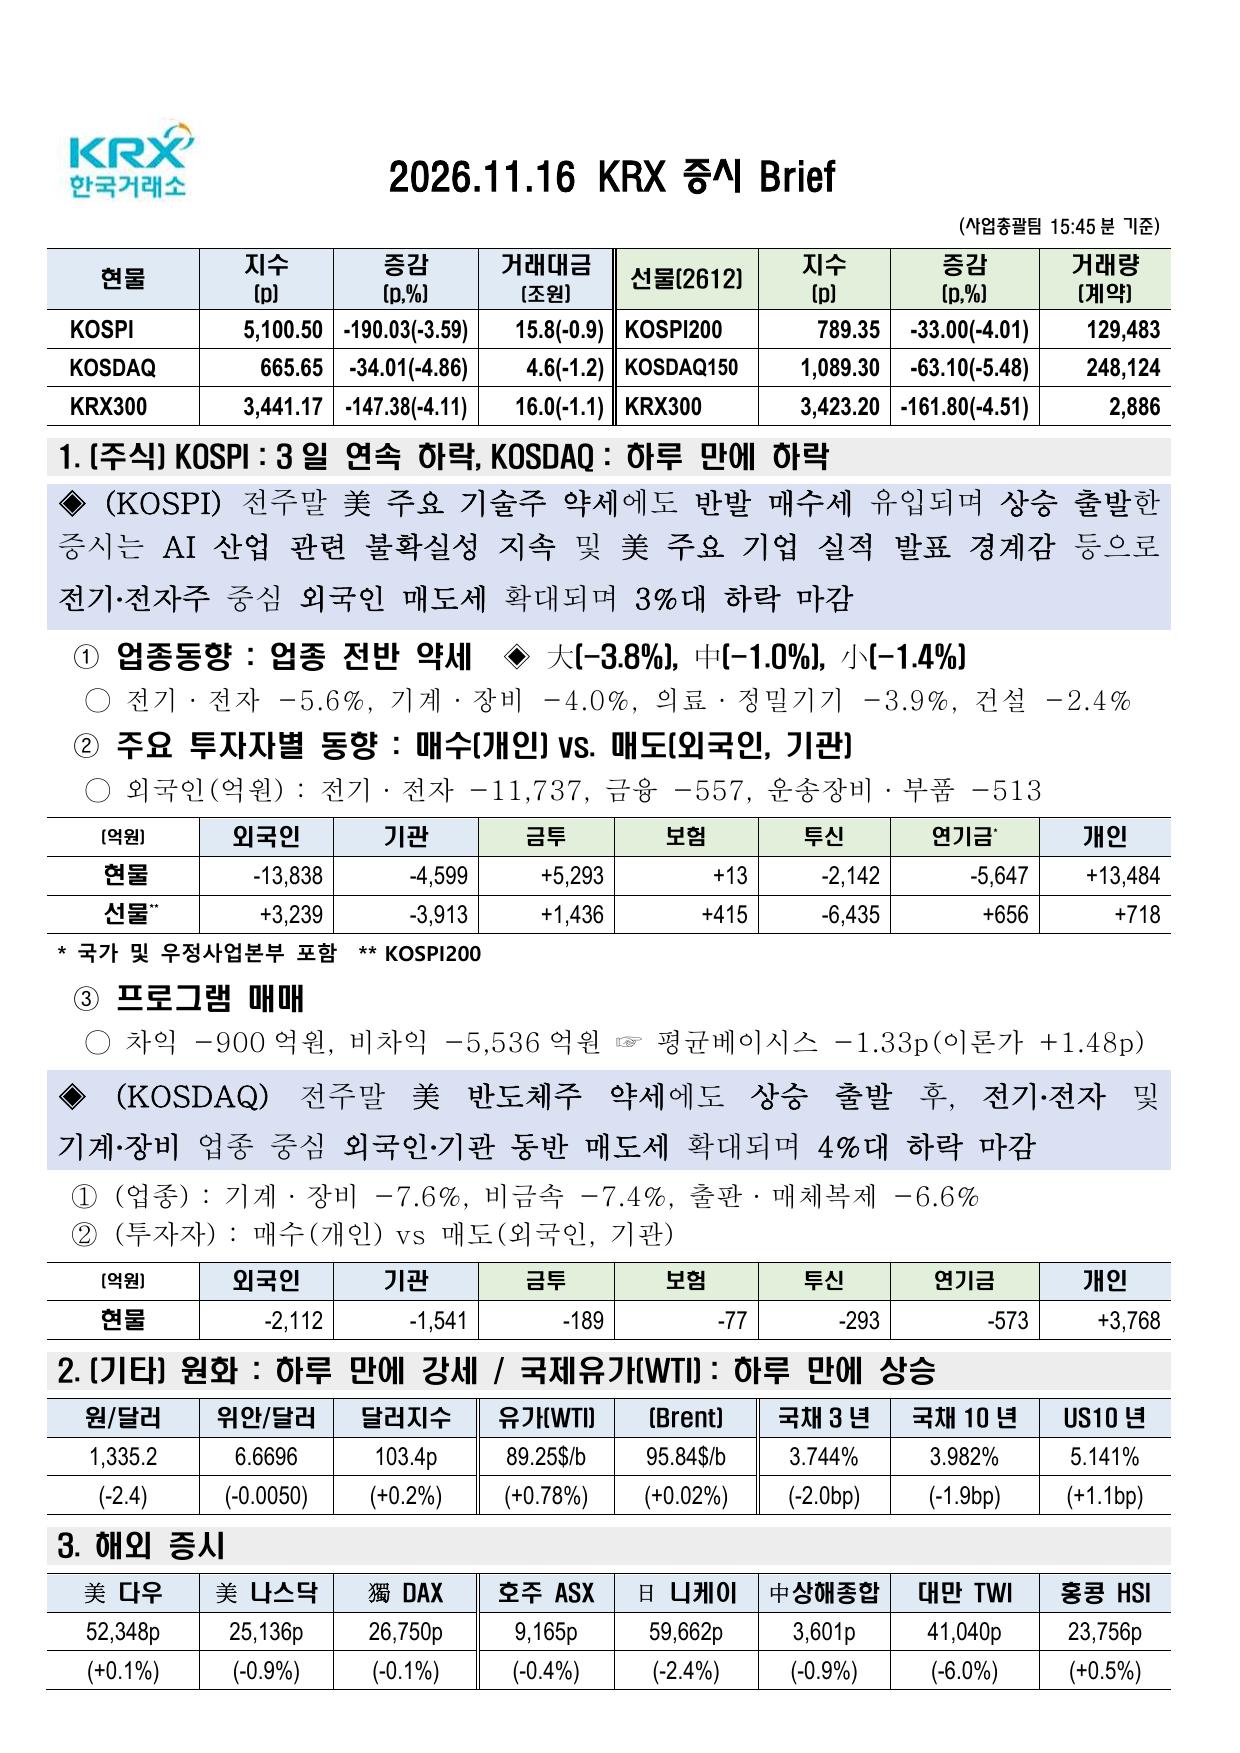 KRX
한국거래소
2026.11.16 KRX 증시 Brief
(사업총괄팀 15:45분 기준)
현물 지수(p) 증감(p,%) 거래대금(조원) 선물(2612) 지수(p) 증감(p,%) 거래량(계약)
KOSPI 5,100.50 -190.03(-3.59) 15.8(-0.9) KOSPI200 789.35 -33.00(-4.01) 129,483
KOSDAQ 665.65 -34.01(-4.86) 4.6(-1.2) KOSDAQ150 1,089.30 -63.10(-5.48) 248,124
KRX300 3,441.17 -147.38(-4.11) 16.0(-1.1) KRX300 3,423.20 -161.80(-4.51) 2,886
1. (주식) KOSPI : 3일 연속 하락, KOSDAQ : 하루 만에 하락
◈ (KOSPI) 전주말 美 주요 기술주 약세에도 반발 매수세 유입되며 상승 출발한
증시는 AI 산업 관련 불확실성 지속 및 美 주요 기업 실적 발표 경계감 등으로
전기·전자주 중심 외국인 매도세 확대되며 3%대 하락 마감
① 업종동향 : 업종 전반 약세 ◈ 大(-3.8%), 中(-1.0%), 小(-1.4%)
○ 전기·전자 -5.6%, 기계·장비 -4.0%, 의료·정밀기기 -3.9%, 건설 -2.4%
② 주요 투자자별 동향 : 매수(개인) vs. 매도(외국인, 기관)
○ 외국인(억원) : 전기·전자 -11,737, 금융 -557, 운송장비·부품 -513
(억원) 외국인 기관 금투 보험 투신 연기금* 개인
현물 -13,838 -4,599 +5,293 +13 -2,142 -5,647 +13,484
선물** +3,239 -3,913 +1,436 +415 -6,435 +656 +718
* 국가 및 우정사업본부 포함 ** KOSPI200
③ 프로그램 매매
○ 차익 -900억원, 비차익 -5,536억원 ☞ 평균베이시스 -1.33p(이론가 +1.48p)
◈ (KOSDAQ) 전주말 美 반도체주 약세에도 상승 출발 후, 전기·전자 및
기계·장비 업종 중심 외국인·기관 동반 매도세 확대되며 4%대 하락 마감
① (업종) : 기계·장비 -7.6%, 비금속 -7.4%, 출판·매체복제 -6.6%
② (투자자) : 매수(개인) vs 매도(외국인, 기관)
(억원) 외국인 기관 금투 보험 투신 연기금 개인
현물 -2,112 -1,541 -189 -77 -293 -573 +3,768
2. (기타) 원화 : 하루 만에 강세 / 국제유가(WTI) : 하루 만에 상승
원/달러 위안/달러 달러지수 유가(WTI) (Brent) 국채 3년 국채 10년 US10년
1,335.2 6.6696 103.4p 89.25$/b 95.84$/b 3.744% 3.982% 5.141%
(-2.4) (-0.0050) (+0.2%) (+0.78%) (+0.02%) (-2.0bp) (-1.9bp) (+1.1bp)
3. 해외 증시
美 다우 美 나스닥 獨 DAX 호주 ASX 日 니케이 中상해종합 대만 TWI 홍콩 HSI
52,348p 25,136p 26,750p 9,165p 59,662p 3,601p 41,040p 23,756p
(+0.1%) (-0.9%) (-0.1%) (-0.4%) (-2.4%) (-0.9%) (-6.0%) (+0.5%)